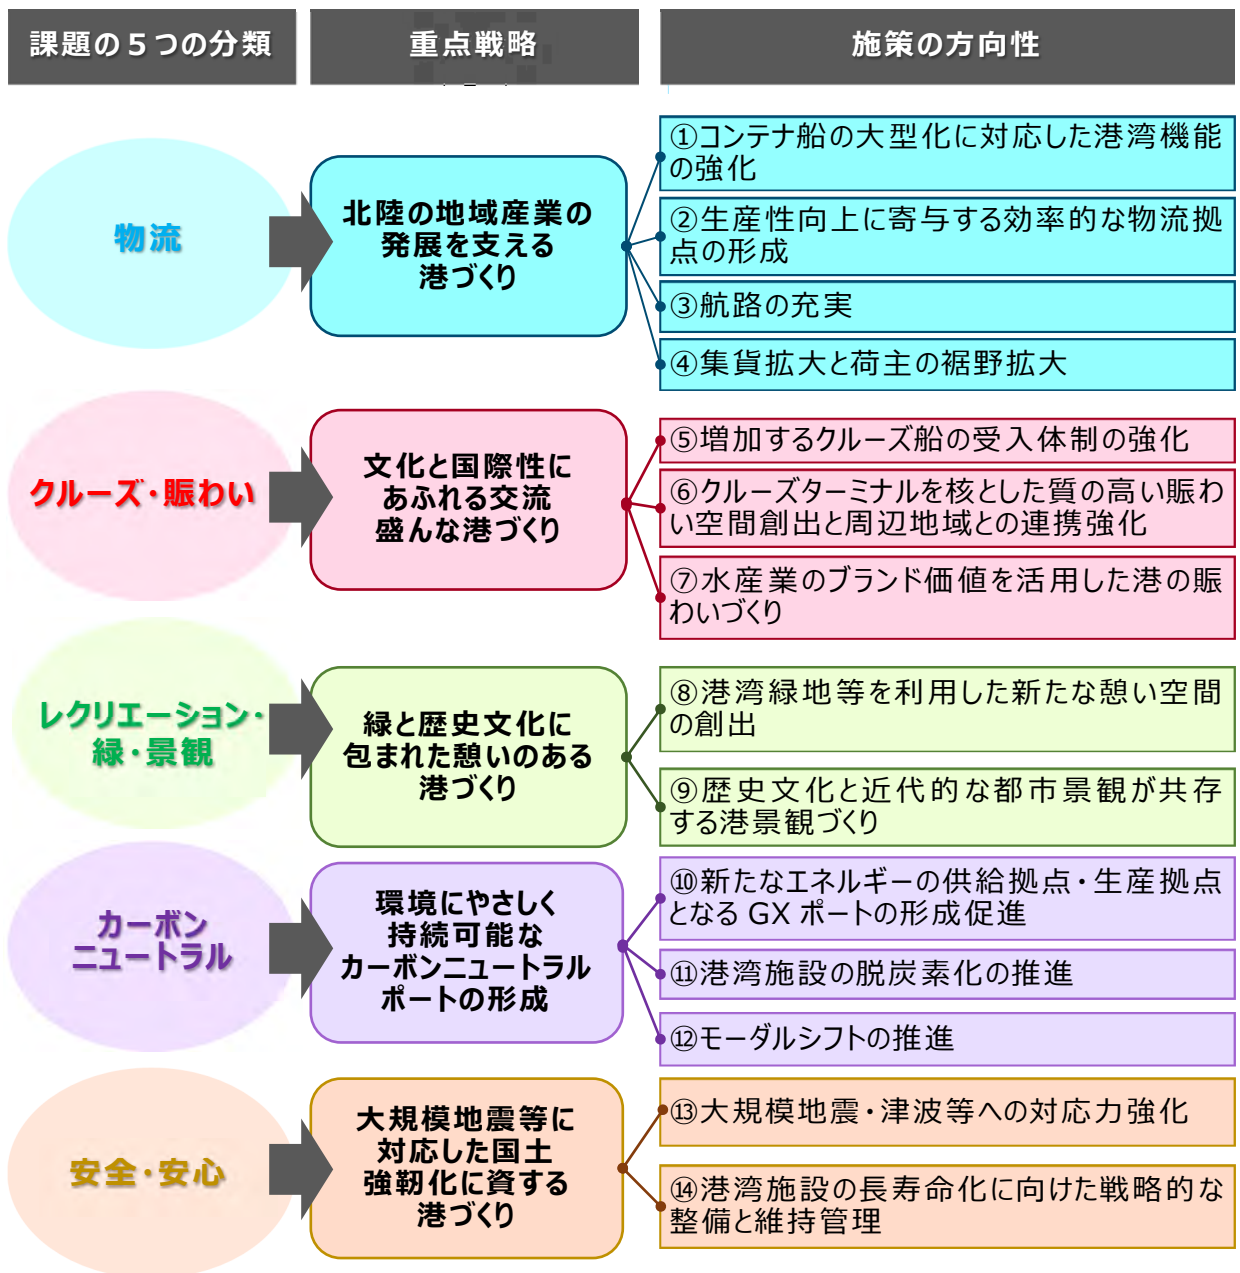 課題の５つの分類
重点戦略
施策の方向性
物流
北陸の地域産業の
発展を支える
港づくり
①コンテナ船の大型化に対応した港湾機能
の強化
②生産性向上に寄与する効率的な物流拠
点の形成
③航路の充実
④集貨拡大と荷主の裾野拡大
クルーズ・賑わい
文化と国際性に
あふれる交流
盛んな港づくり
⑤増加するクルーズ船の受入体制の強化
⑥クルーズターミナルを核とした質の高い賑わ
い空間創出と周辺地域との連携強化
⑦水産業のブランド価値を活用した港の賑
わいづくり
レクリエーション・
緑・景観
緑と歴史文化に
包まれた憩いのある
港づくり
⑧港湾緑地等を利用した新たな憩い空間
の創出
⑨歴史文化と近代的な都市景観が共存
する港景観づくり
カーボン
ニュートラル
環境にやさしく
持続可能な
カーボンニュートラル
ポートの形成
⑩新たなエネルギーの供給拠点・生産拠点
となる GX ポートの形成促進
⑪港湾施設の脱炭素化の推進
⑫モーダルシフトの推進
安全・安心
大規模地震等に
対応した国土
強靭化に資する
港づくり
⑬大規模地震・津波等への対応力強化
⑭港湾施設の長寿命化に向けた戦略的な
整備と維持管理